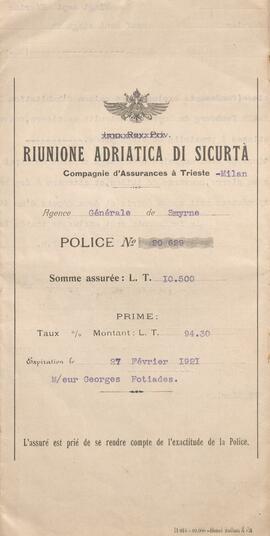 RIUNIONE ADRIATICA DI SICURTÀ
Compagnie d'Assurances à Trieste -Milan
Agence Générale de Smyrne
POLICE No 20 629
Somme assurée: L. T. 10.500
PRIME:
Taux % Montant: L. T. 94.30
Expiration le 27 Février 1921
M/eur Georges Fotiades.
L'assuré est prié de se rendre compte de l'exactitude de la Police.